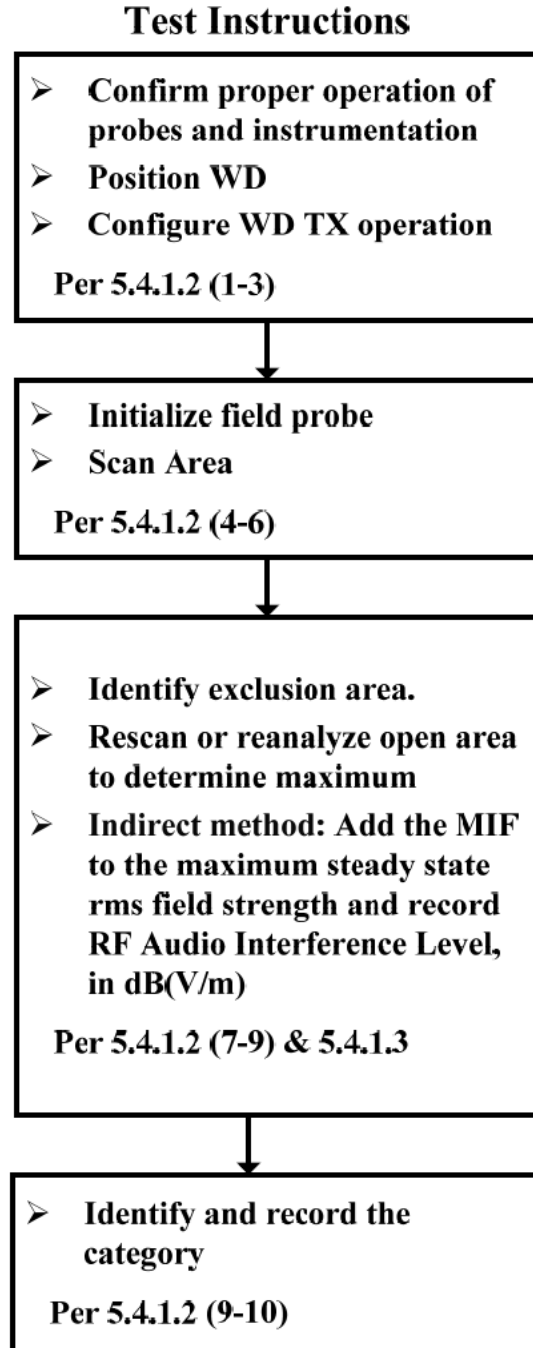 Test Instructions
➢ Confirm proper operation of
probes and instrumentation
➢ Position WD
➢ Configure WD TX operation
Per 5.4.1.2 (1-3)
➢ Initialize field probe
➢ Scan Area
Per 5.4.1.2 (4-6)
➢ Identify exclusion area.
➢ Rescan or reanalyze open area
to determine maximum
➢ Indirect method: Add the MIF
to the maximum steady state
rms field strength and record
RF Audio Interference Level,
in dB(V/m)
Per 5.4.1.2 (7-9) & 5.4.1.3
➢ Identify and record the
category
Per 5.4.1.2 (9-10)